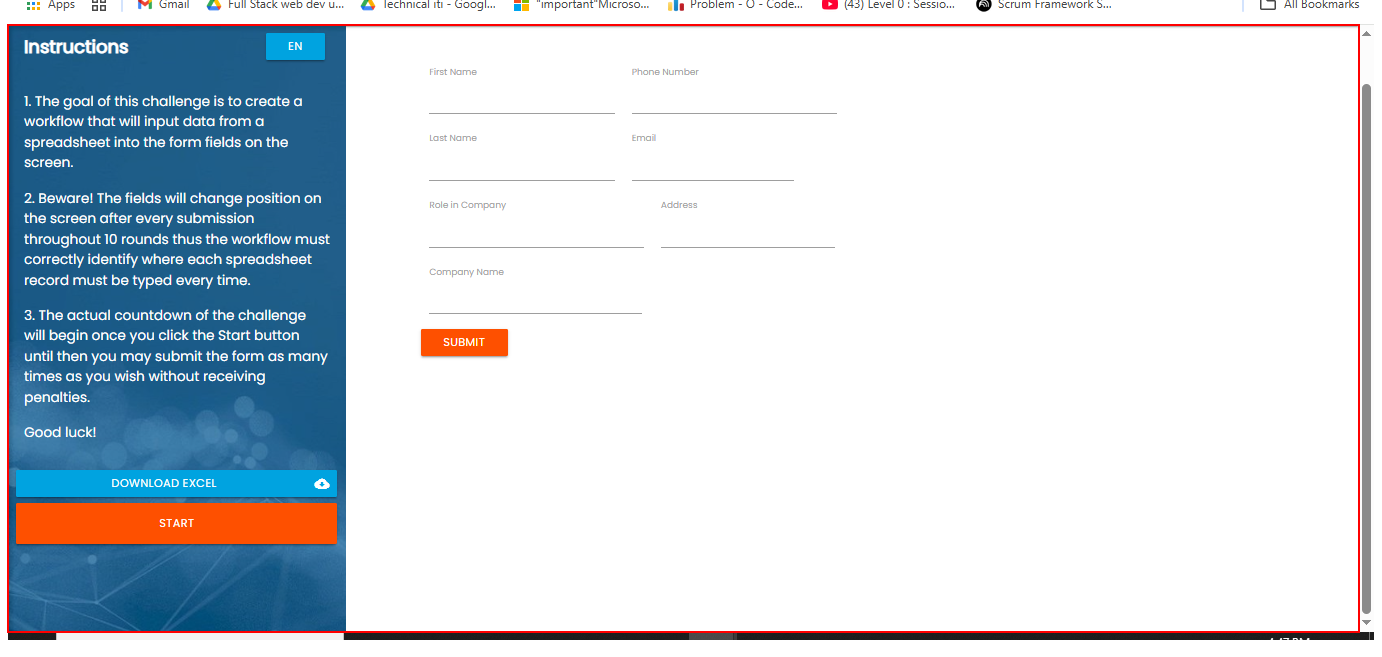 Apps
Gmail
Full Stack web dev u...
Technical iti - Googl...
"important"Microso...
Problem - O - Code...
(43) Level 0 : Sessio...
Scrum Framework S...
All Bookmarks
Instructions
EN
1. The goal of this challenge is to create a
workflow that will input data from a
spreadsheet into the form fields on the
screen.
2. Beware! The fields will change position on
the screen after every submission
throughout 10 rounds thus the workflow must
correctly identify where each spreadsheet
record must be typed every time.
3. The actual countdown of the challenge
will begin once you click the Start button
until then you may submit the form as many
times as you wish without receiving
penalties.
Good luck!
DOWNLOAD EXCEL
START
First Name
Phone Number
Last Name
Email
Role in Company
Address
Company Name
SUBMIT